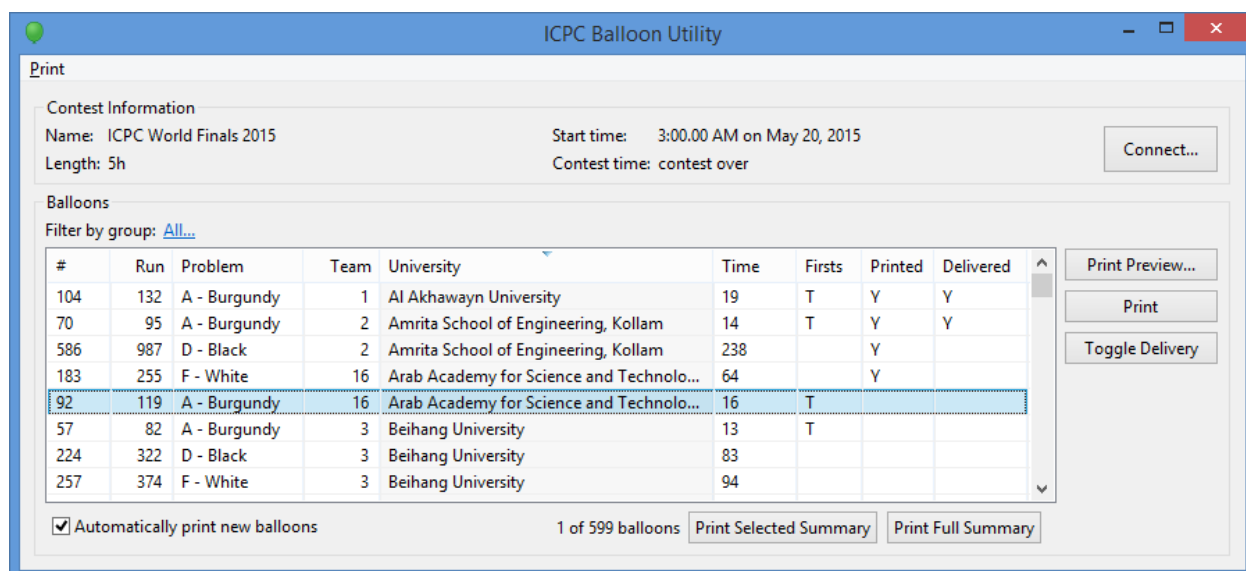 ICPC Balloon Utility
Print
Contest Information
Name: ICPC World Finals 2015 Start time: 3:00.00 AM on May 20, 2015
Length: 5h Contest time: contest over
Connect...
Balloons
Filter by group: All...
# Run Problem Team University Time Firsts Printed Delivered
104 132 A - Burgundy 1 Al Akhawayn University 19 T Y Y
70 95 A - Burgundy 2 Amrita School of Engineering, Kollam 14 T Y Y
586 987 D - Black 2 Amrita School of Engineering, Kollam 238 Y
183 255 F - White 16 Arab Academy for Science and Technolo... 64 Y
92 119 A - Burgundy 16 Arab Academy for Science and Technolo... 16 T
57 82 A - Burgundy 3 Beihang University 13 T
224 322 D - Black 3 Beihang University 83
257 374 F - White 3 Beihang University 94
Print Preview...
Print
Toggle Delivery
Automatically print new balloons 1 of 599 balloons Print Selected Summary Print Full Summary